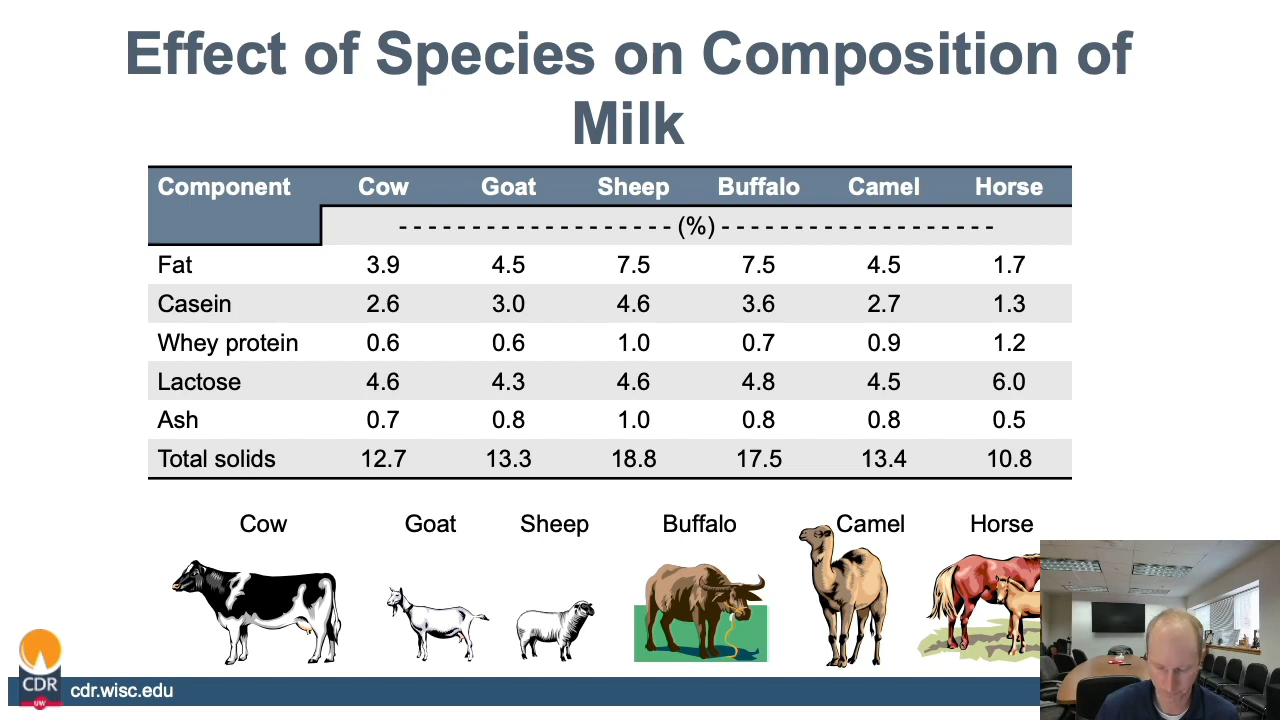 Effect of Species on Composition of
Milk
Component Cow Goat Sheep Buffalo Camel Horse
- - - - - - - - - - - - - - - - - - - (%) - - - - - - - - - - - - - - - - - - -
Fat 3.9 4.5 7.5 7.5 4.5 1.7
Casein 2.6 3.0 4.6 3.6 2.7 1.3
Whey protein 0.6 0.6 1.0 0.7 0.9 1.2
Lactose 4.6 4.3 4.6 4.8 4.5 6.0
Ash 0.7 0.8 1.0 0.8 0.8 0.5
Total solids 12.7 13.3 18.8 17.5 13.4 10.8
Cow Goat Sheep Buffalo Camel Horse
CDR
UW
cdr.wisc.edu